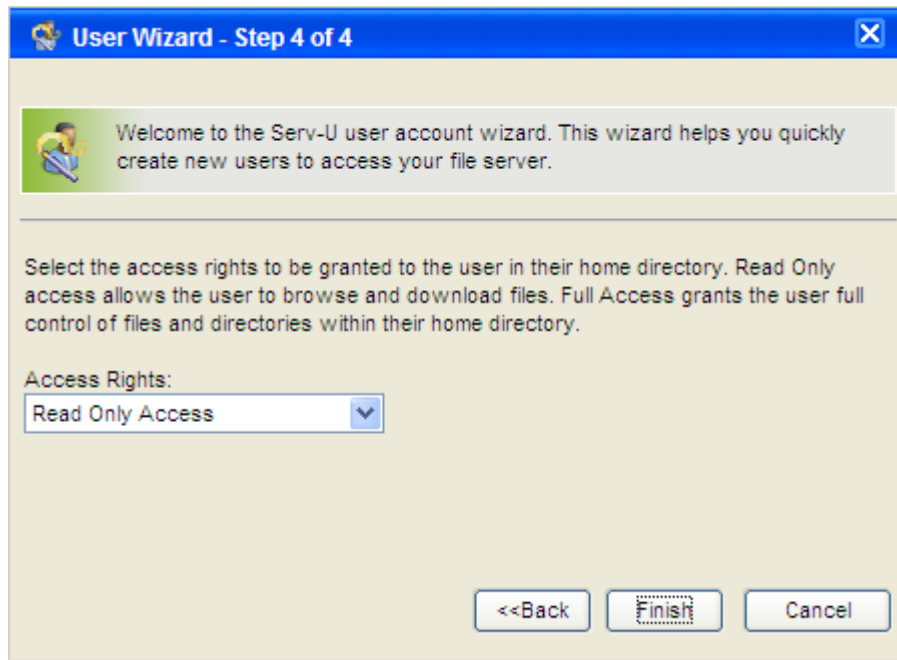 User Wizard - Step 4 of 4
Welcome to the Serv-U user account wizard. This wizard helps you quickly
create new users to access your file server.
Select the access rights to be granted to the user in their home directory. Read Only
access allows the user to browse and download files. Full Access grants the user full
control of files and directories within their home directory.
Access Rights:
Read Only Access
<<Back Finish Cancel